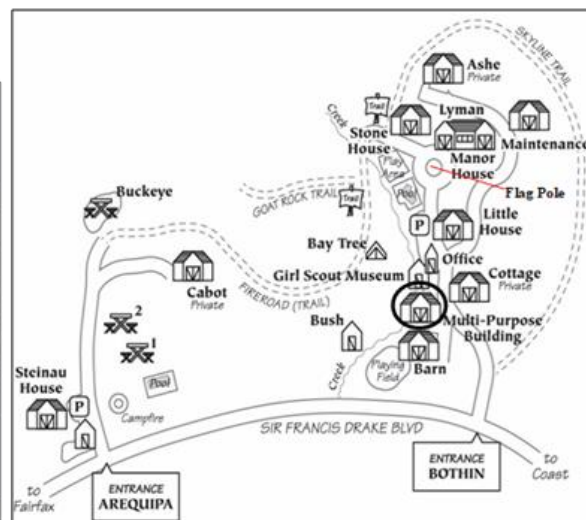 SKYLINE TRAIL
Ashe
Private
Trail
Lyman
Creek
Stone
House
Manor
House
Maintenance
Play
Area
Flag Pole
Pool
Buckeye
Trail
GOAT ROCK TRAIL
P
Little
House
Bay Tree
Office
Girl Scout Museum
Cottage
Private
Cabot
Private
FIREROAD (TRAIL)
Bush
Multi-Purpose
Building
2
1
Barn
Steinau
House
P
Pool
Creek
Playing
Field
Campfire
SIR FRANCIS DRAKE BLVD
to
Fairfax
ENTRANCE
AREQUIPA
ENTRANCE
BOTHIN
to
Coast